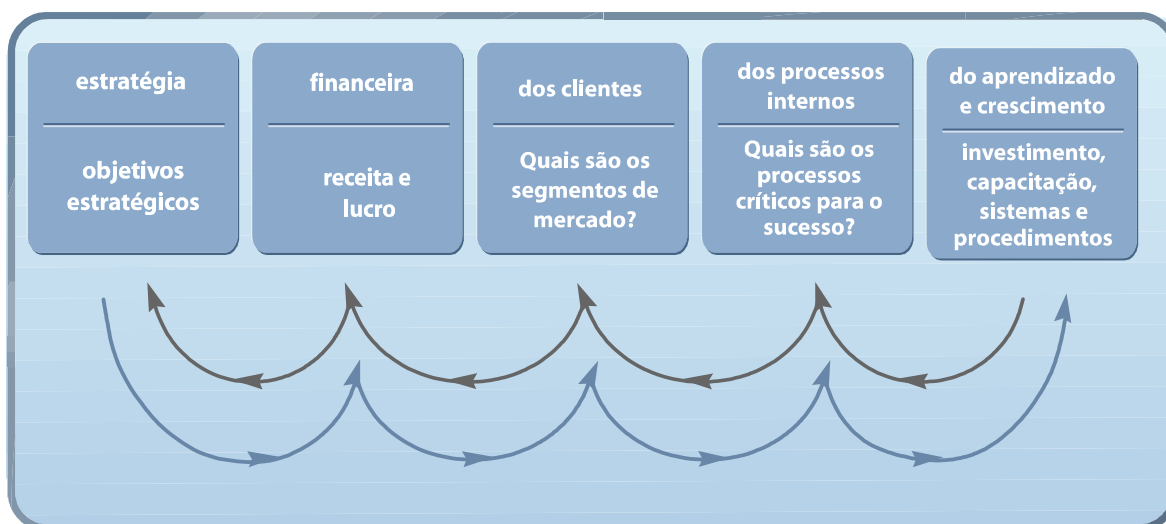 estratégia
objetivos
estratégicos
financeira
receita e
lucro
dos clientes
Quais são os
segmentos de
mercado?
dos processos
internos
Quais são os
processos
críticos para o
sucesso?
do aprendizado
e crescimento
investimento,
capacitação,
sistemas e
procedimentos